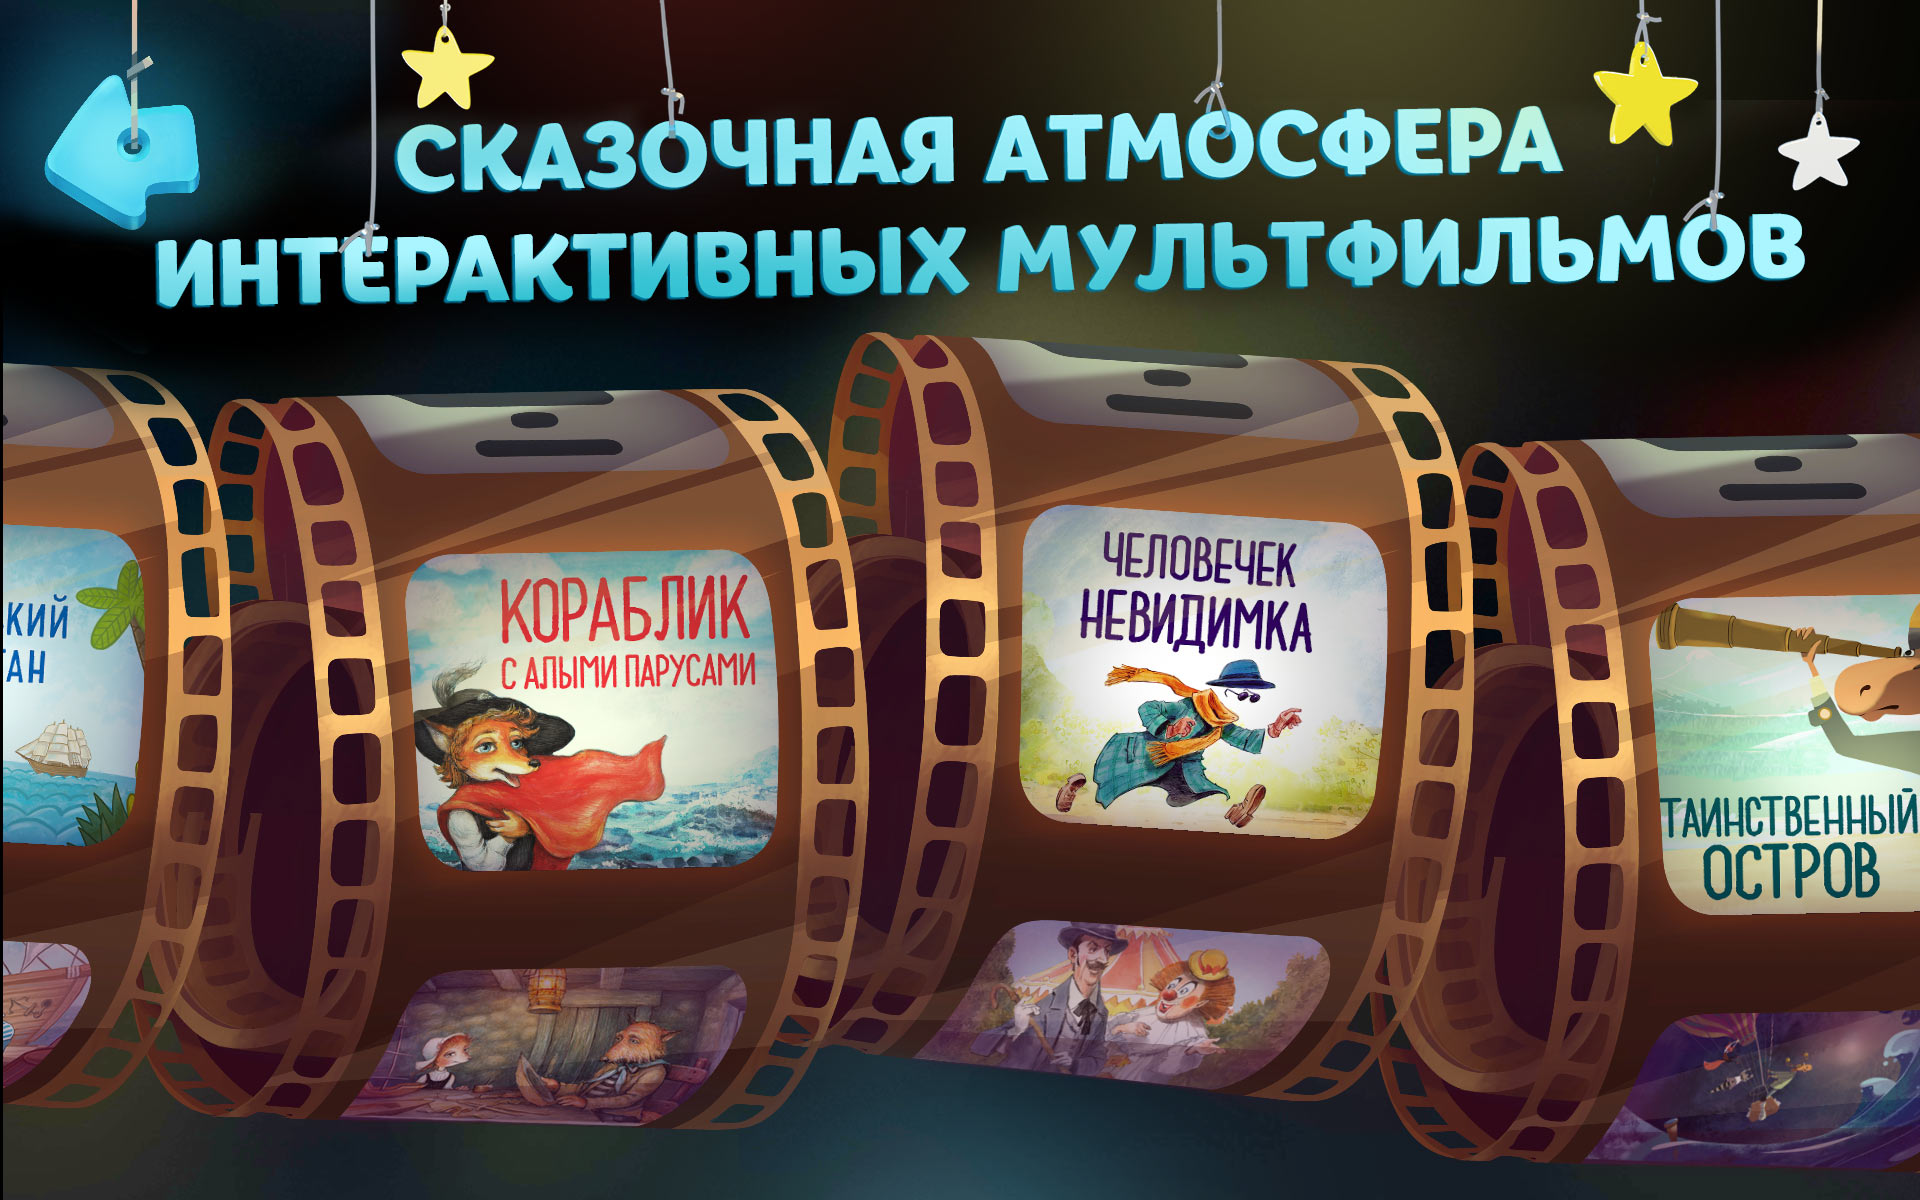 СКАЗОЧНАЯ АТМОСФЕРА
ИНТЕРАКТИВНЫХ МУЛЬТФИЛЬМОВ
КОРАБЛИК
С АЛЫМИ ПАРУСАМИ
ЧЕЛОВЕЧЕК
НЕВИДИМКА
ТАИНСТВЕННЫЙ
ОСТРОВ